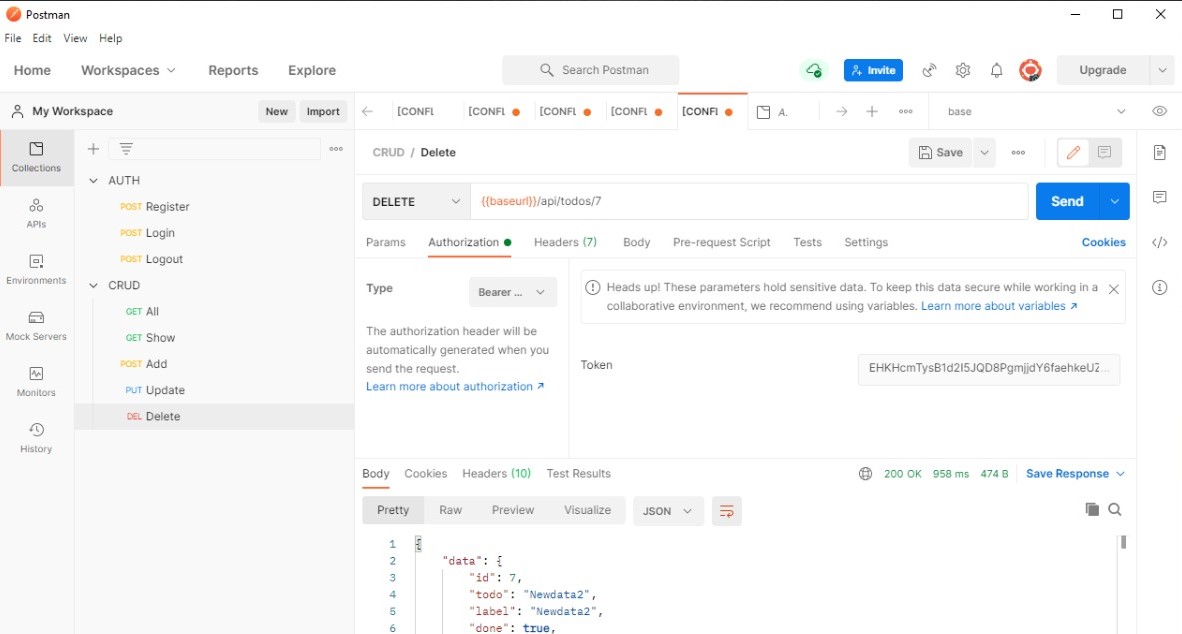 Postman
File Edit View Help
Home Workspaces Reports Explore Search Postman Invite Upgrade
My Workspace New Import [CONFL [CONFL [CONFL [CONFL [CONFL A. base
Collections
APIs
Environments
Mock Servers
Monitors
History
AUTH
POST Register
POST Login
POST Logout
CRUD
GET All
GET Show
POST Add
PUT Update
DEL Delete
CRUD / Delete Save
DELETE {{baseurl}}/api/todos/7 Send
Params Authorization Headers (7) Body Pre-request Script Tests Settings Cookies
Type Bearer ...
The authorization header will be
automatically generated when you
send the request.
Learn more about authorization ↗
Heads up! These parameters hold sensitive data. To keep this data secure while working in a
collaborative environment, we recommend using variables. Learn more about variables ↗
Token
Body Cookies Headers (10) Test Results 200 OK 958 ms 474 B Save Response
Pretty Raw Preview Visualize JSON
1 {
2 "data": {
3 "id": 7,
4 "todo": "Newdata2",
5 "label": "Newdata2",
6 "done": true,